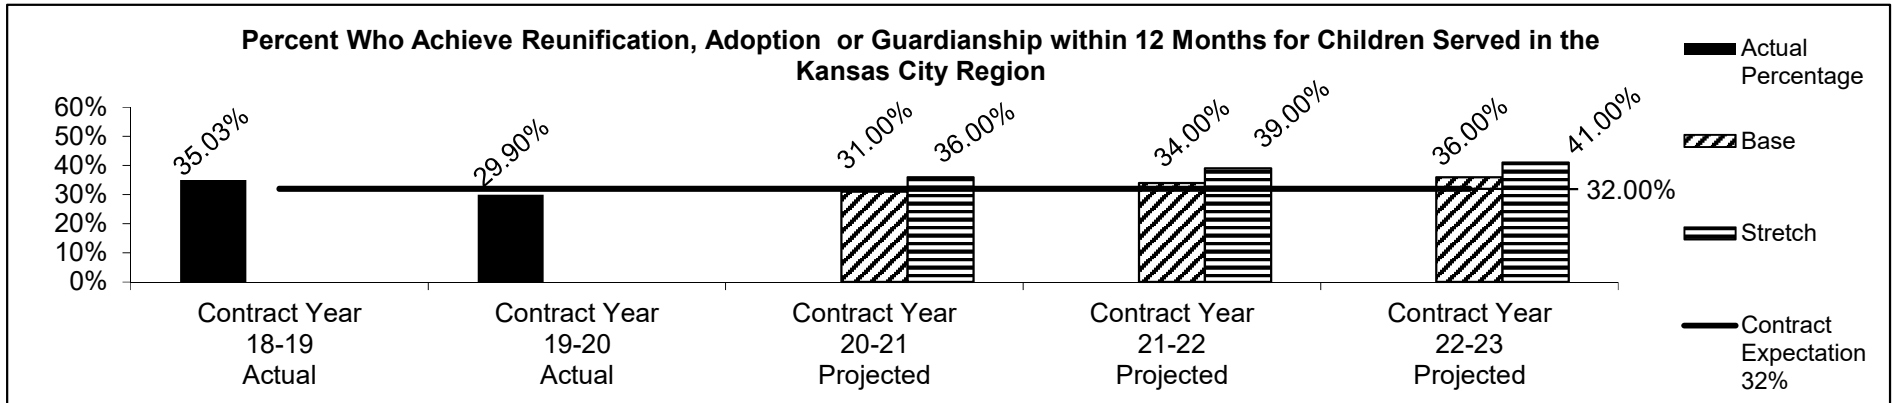 Percent Who Achieve Reunification, Adoption  or Guardianship within 12 Months for Children Served in the
Kansas City Region
60%
50%
40%
30%
20%
10%
0%
35.03%
29.90%
31.00%
36.00%
34.00%
39.00%
36.00%
41.00%
32.00%
Contract Year
18-19
Actual
Contract Year
19-20
Actual
Contract Year
20-21
Projected
Contract Year
21-22
Projected
Contract Year
22-23
Projected
Actual
Percentage
Base
Stretch
Contract
Expectation
32%